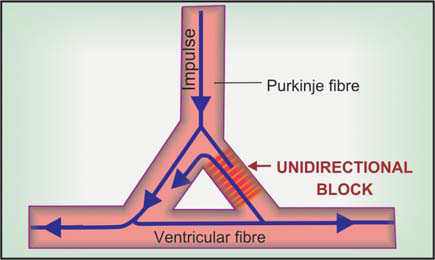 Impulse
Purkinje fibre
UNIDIRECTIONAL
BLOCK
Ventricular fibre